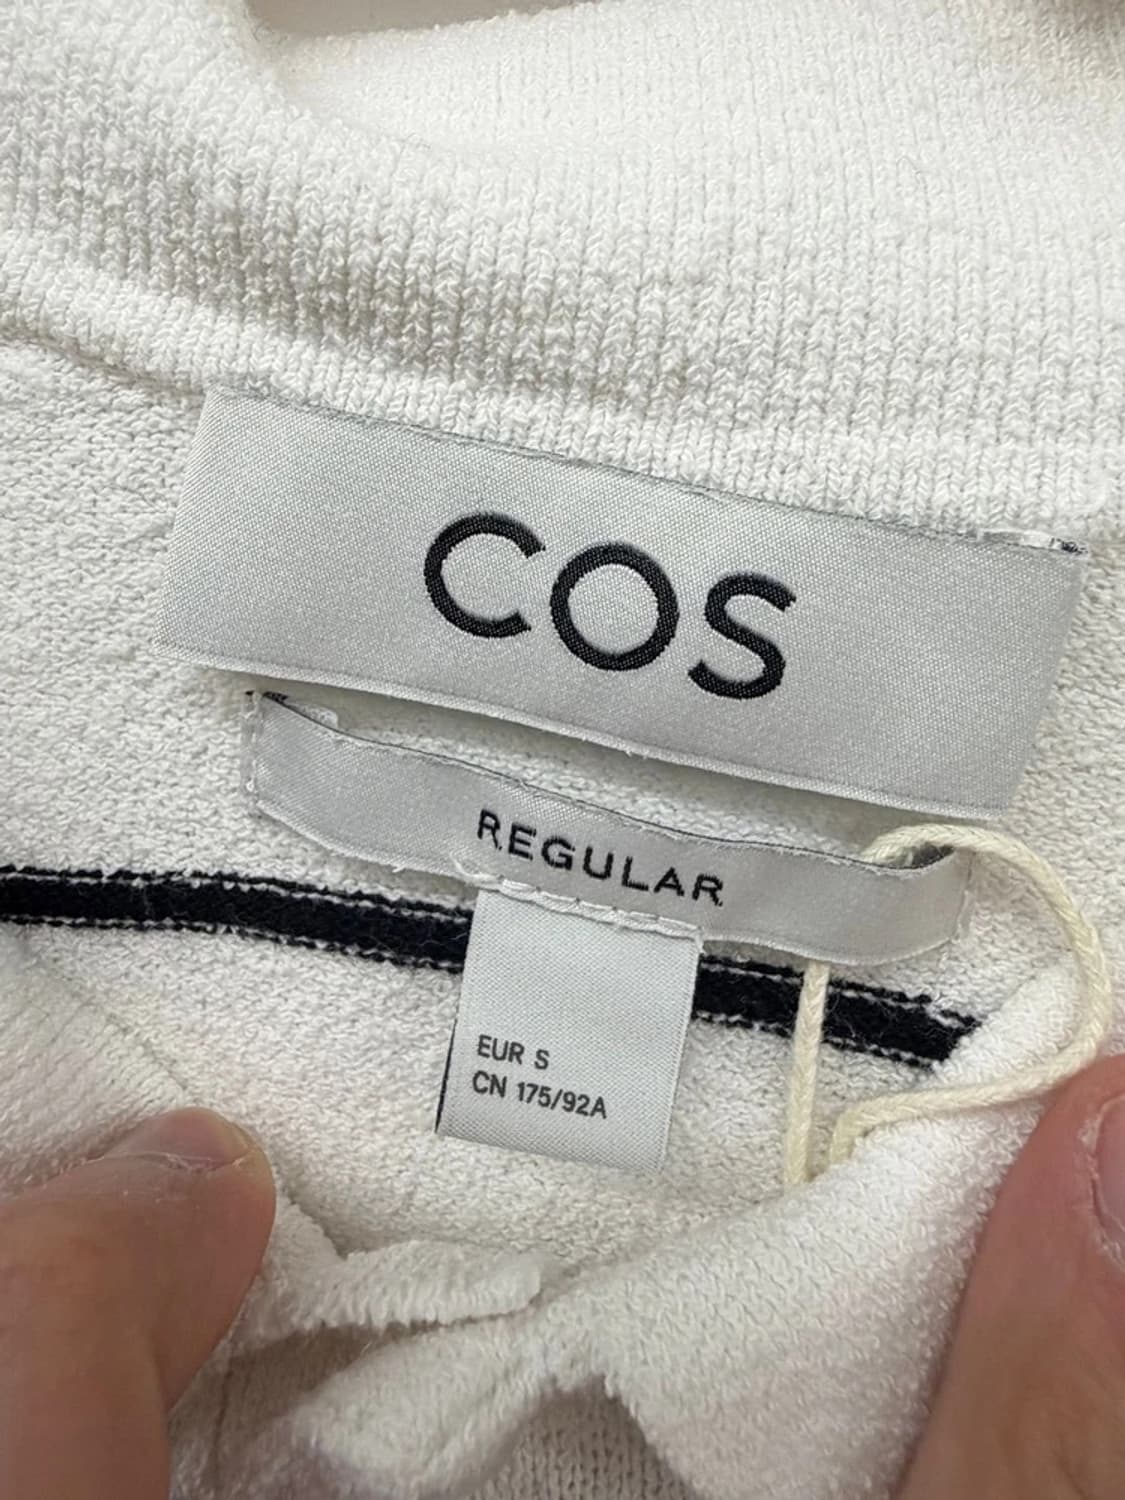 COS
REGULAR
EUR S
CN 175/92A